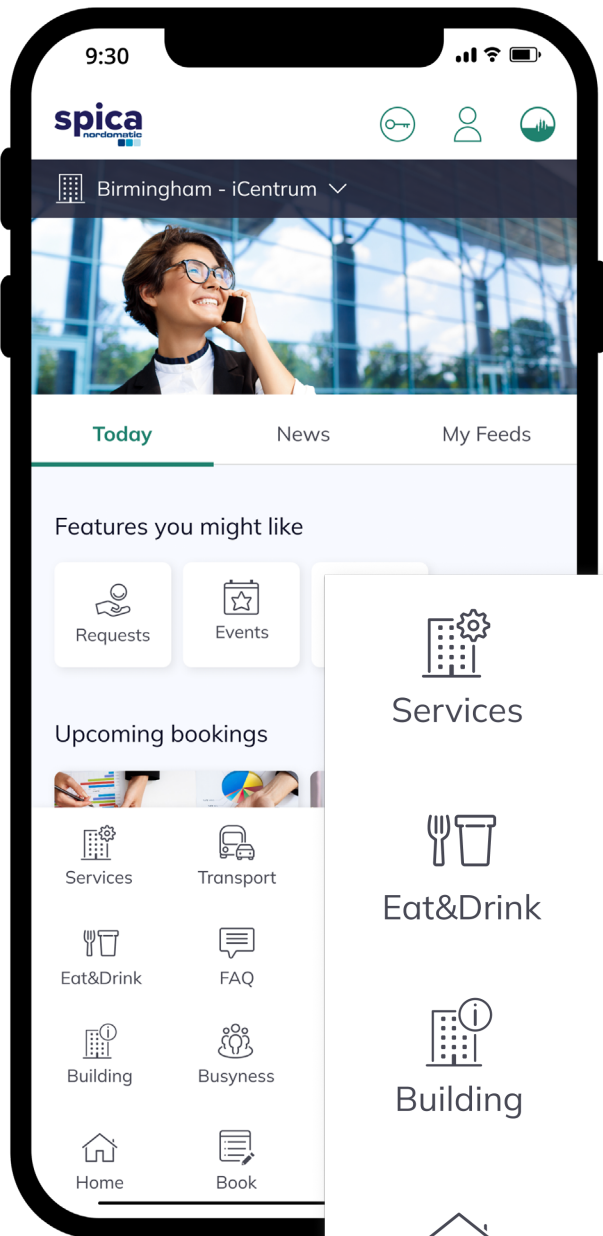 9:30
spica
nordomatic
Birmingham - iCentrum
Today News My Feeds
Features you might like
Requests Events
Upcoming bookings
Services Transport
Eat&Drink FAQ
Building Busyness
Home Book
Services
Eat&Drink
Building